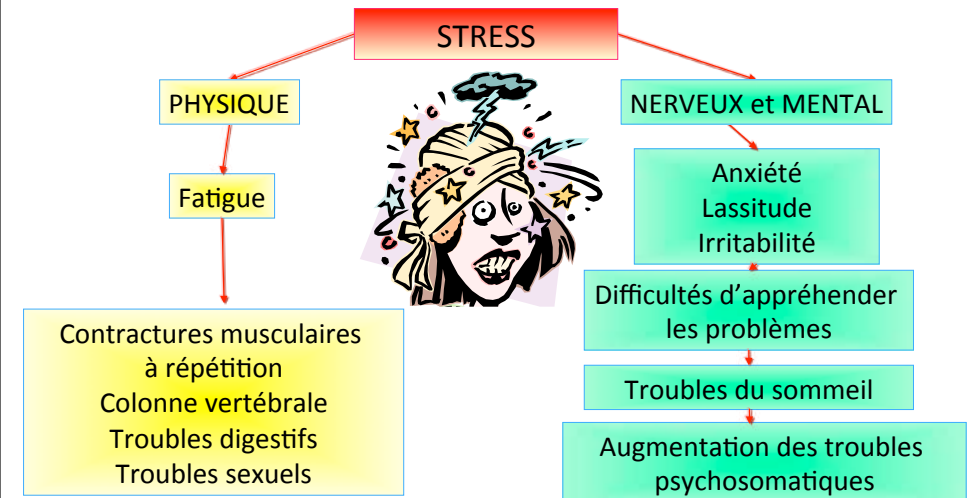 STRESS
PHYSIQUE
Fatigue
Contractures musculaires
à répétition
Colonne vertébrale
Troubles digestifs
Troubles sexuels
NERVEUX et MENTAL
Anxiété
Lassitude
Irritabilité
Difficultés d’appréhender
les problèmes
Troubles du sommeil
Augmentation des troubles
psychosomatiques